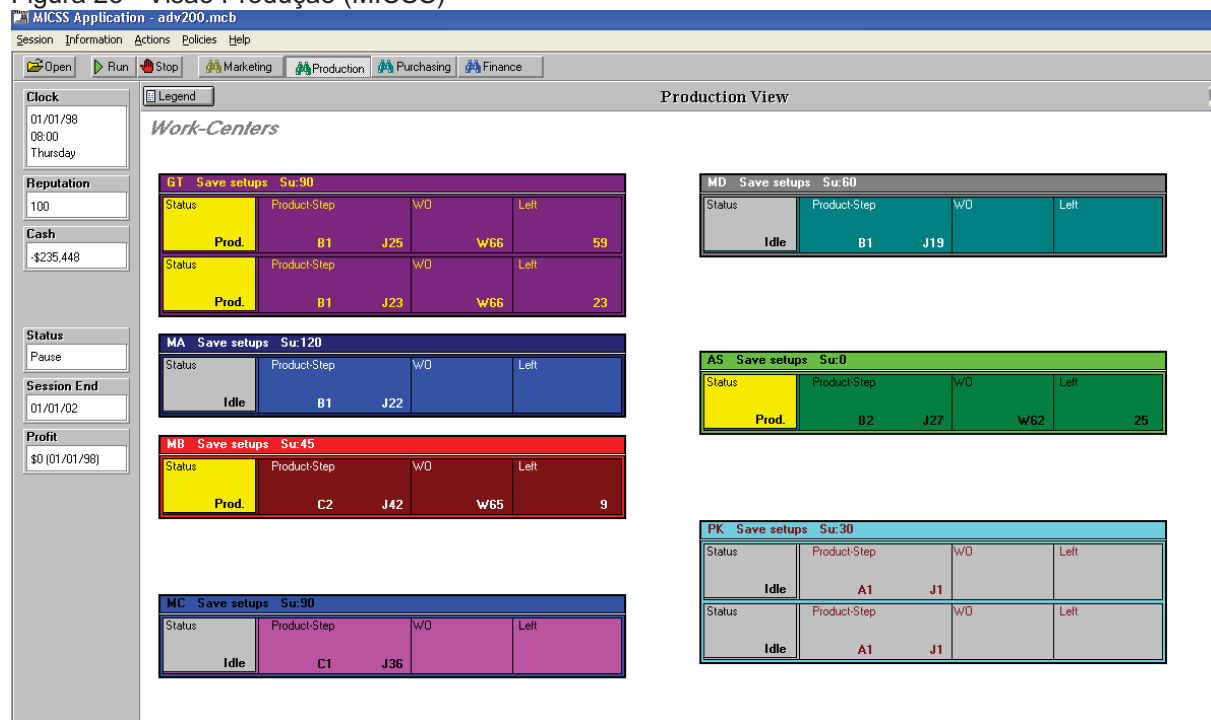 Figura 20 - Visão Produção (MICSS)
MICSS Application - adv200.mcb
Session Information Actions Policies Help
Open Run Stop Marketing Production Purchasing Finance
Clock
01/01/98
08:00
Thursday
Reputation
100
Cash
-$235,448
Status
Pause
Session End
01/01/02
Profit
$0 (01/01/98)
Legend
Production View
Work-Centers
GT Save setups Su:90
Status Product-Step WO Left
Prod. B1 J25 W66 59
Status Product-Step WO Left
Prod. B1 J23 W66 23
MA Save setups Su:120
Status Product-Step WO Left
Idle B1 J22
MB Save setups Su:45
Status Product-Step WO Left
Prod. C2 J42 W65 9
MC Save setups Su:90
Status Product-Step WO Left
Idle C1 J36
MD Save setups Su:60
Status Product-Step WO Left
Idle B1 J19
AS Save setups Su:0
Status Product-Step WO Left
Prod. B2 J27 W62 25
PK Save setups Su:30
Status Product-Step WO Left
Idle A1 J1
Status Product-Step WO Left
Idle A1 J1